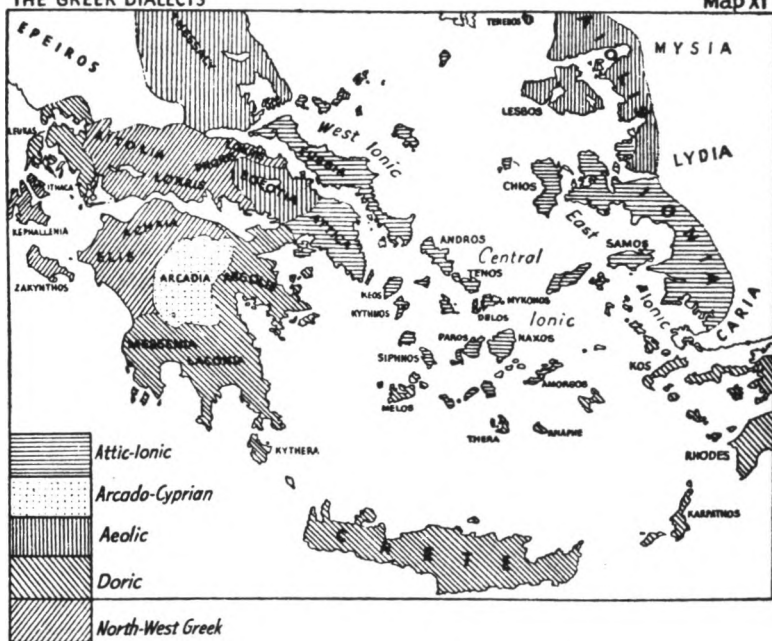 THE GREEK DIALECTS
Map XI
EPEIROS
THESSALY
TENEDOS
MYSIA
LESBOS
LEUKAS
AITOLIA
LOKRIS
PHOKIS
LOKRIS
EUBOIA
West Ionic
BOEOTIA
ATTICA
LYDIA
CHIOS
ITHACA
KEPHALLENIA
ACHAIA
ELIS
ZAKYNTHOS
ARCADIA
ARGOLIS
ANDROS
TENOS
Central
Ionic
East
Ionic
SAMOS
KEOS
KYTHNOS
MYKONOS
DELOS
CARIA
MESSENIA
LACONIA
SIPHNOS
PAROS
NAXOS
KOS
MELOS
AMORGOS
THERA
ANAPHE
KYTHERA
RHODES
KARPATHOS
CRETE
Attic-Ionic
Arcado-Cyprian
Aeolic
Doric
North-West Greek